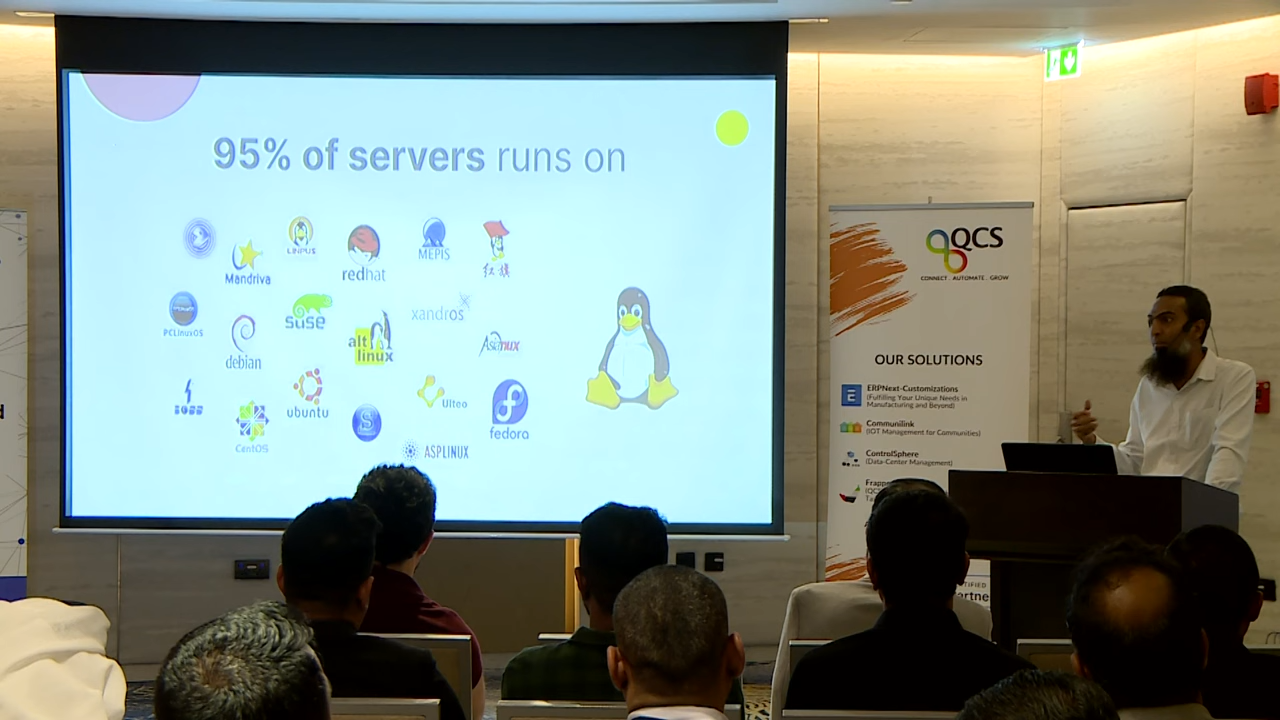 95% of servers runs on
LINPUS
MEPIS
Mandriva
redhat
红旗
PCLinuxOS
suse
xandros
debian
alt
linux
Asianux
ubuntu
Ulteo
CentOS
fedora
ASPLINUX
QCS
CONNECT . AUTOMATE . GROW
OUR SOLUTIONS
ERPNext-Customizations
(Fulfilling Your Unique Needs in
Manufacturing and Beyond)
Communilink
(IOT Management for Communities)
ControlSphere
(Data-Center Management)